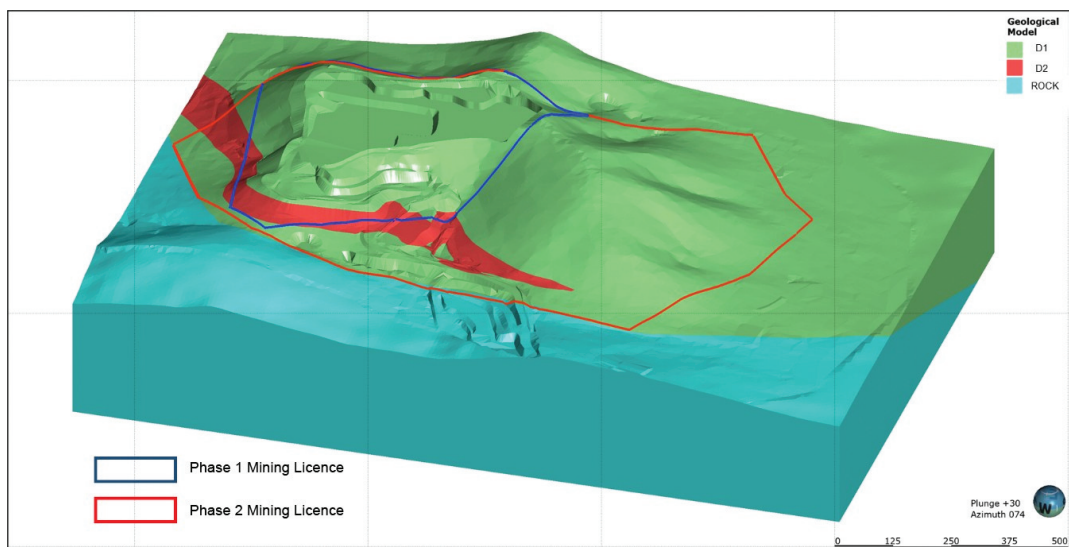 Geological
Model
D1
D2
ROCK
Phase 1 Mining Licence
Phase 2 Mining Licence
Plunge +30
Azimuth 074
W
0 125 250 375 500